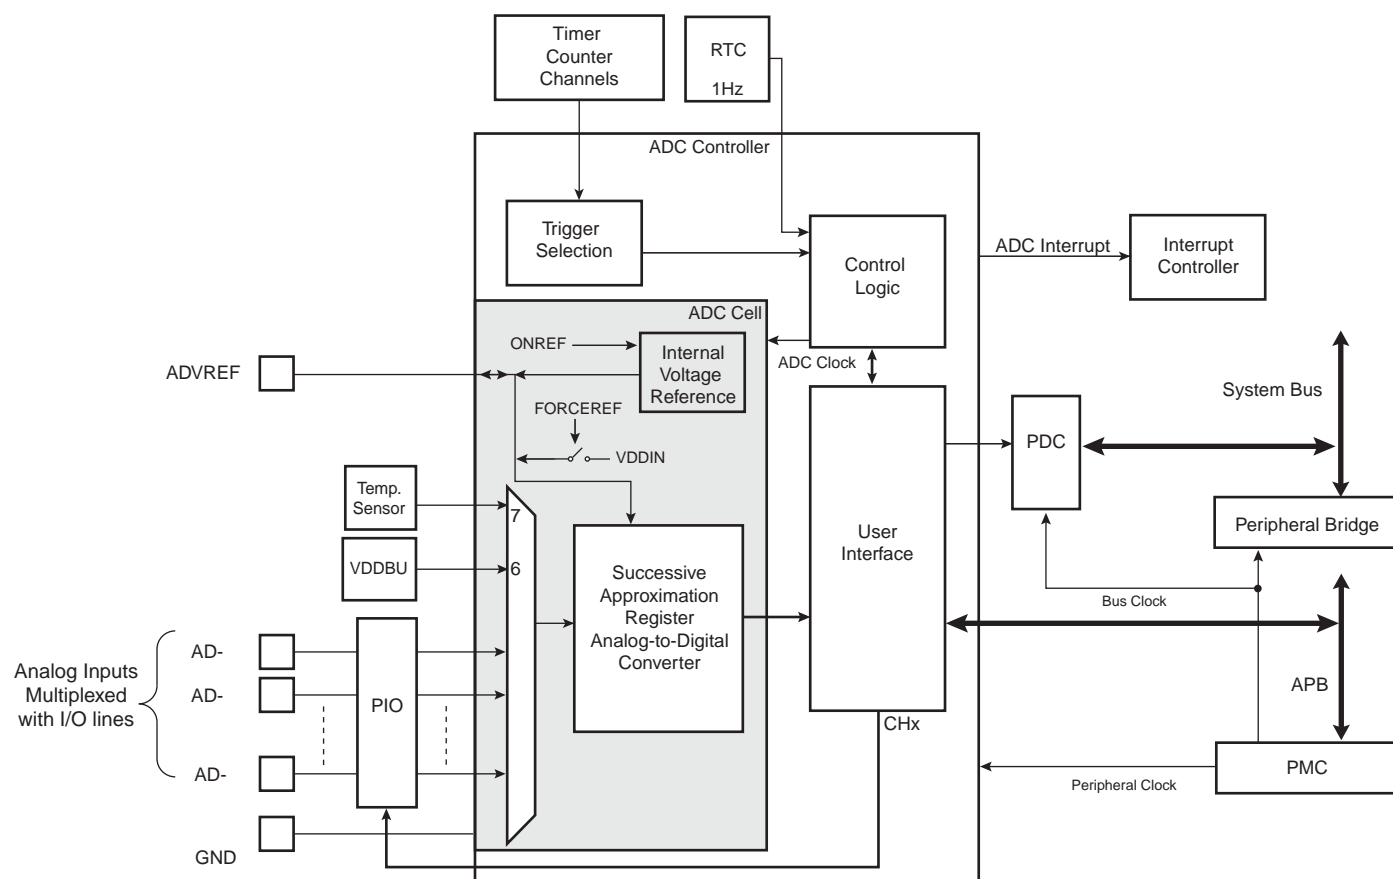 Timer
Counter
Channels
RTC
1Hz
ADC Controller
Trigger
Selection
Control
Logic
ADC Interrupt
Interrupt
Controller
ADC Cell
ONREF
Internal
Voltage
Reference
ADC Clock
ADVREF
FORCEREF
VDDIN
PDC
System Bus
Temp.
Sensor
7
VDDBU
6
Successive
Approximation
Register
Analog-to-Digital
Converter
User
Interface
Peripheral Bridge
Bus Clock
Analog Inputs
Multiplexed
with I/O lines
AD-
AD-
AD-
PIO
APB
CHx
PMC
Peripheral Clock
GND